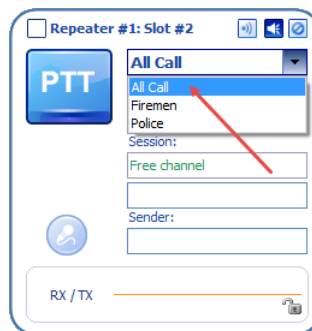 Repeater #1: Slot #2
PTT
All Call
All Call
Firemen
Police
Session:
Free channel
Sender:
RX / TX